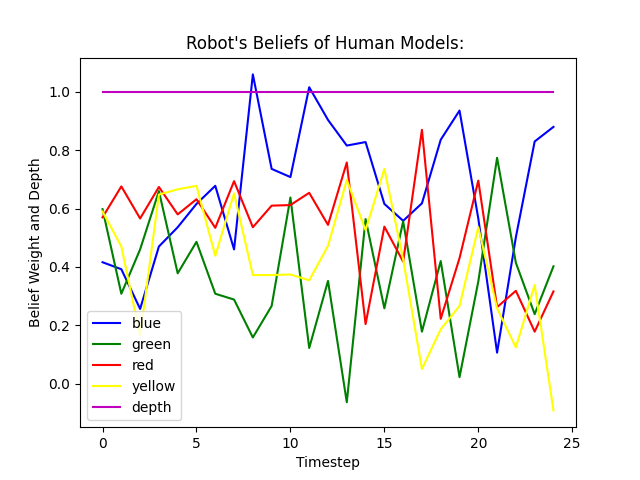 Robot's Beliefs of Human Models:
Belief Weight and Depth
1.0
0.8
0.6
0.4
0.2
0.0
blue
green
red
yellow
depth
0
5
10
15
20
25
Timestep